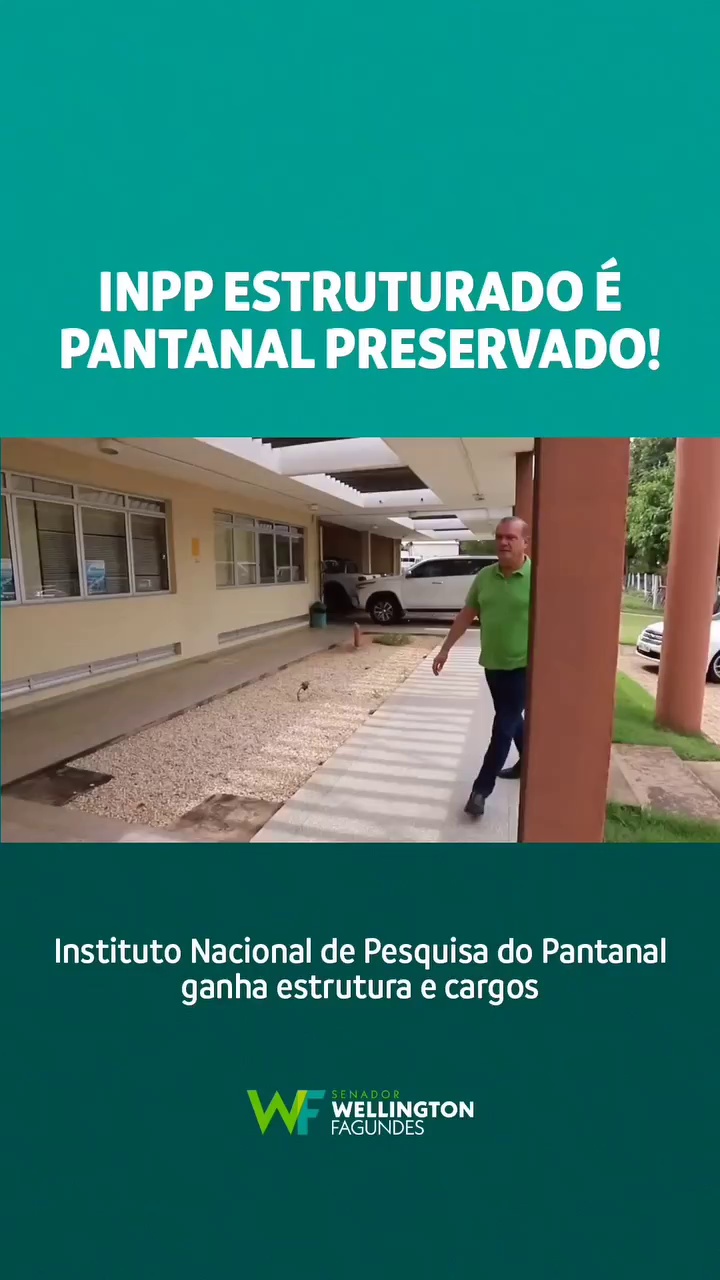 INPP ESTRUTURADO É
PANTANAL PRESERVADO!
Instituto Nacional de Pesquisa do Pantanal
ganha estrutura e cargos
WF
SENADOR
WELLINGTON
FAGUNDES